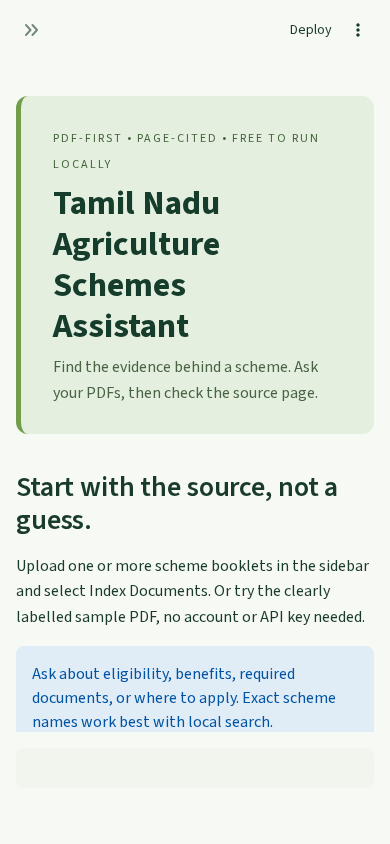 Deploy
PDF-FIRST • PAGE-CITED • FREE TO RUN
LOCALLY
Tamil Nadu
Agriculture
Schemes
Assistant
Find the evidence behind a scheme. Ask
your PDFs, then check the source page.
Start with the source, not a
guess.
Upload one or more scheme booklets in the sidebar
and select Index Documents. Or try the clearly
labelled sample PDF, no account or API key needed.
Ask about eligibility, benefits, required
documents, or where to apply. Exact scheme
names work best with local search.